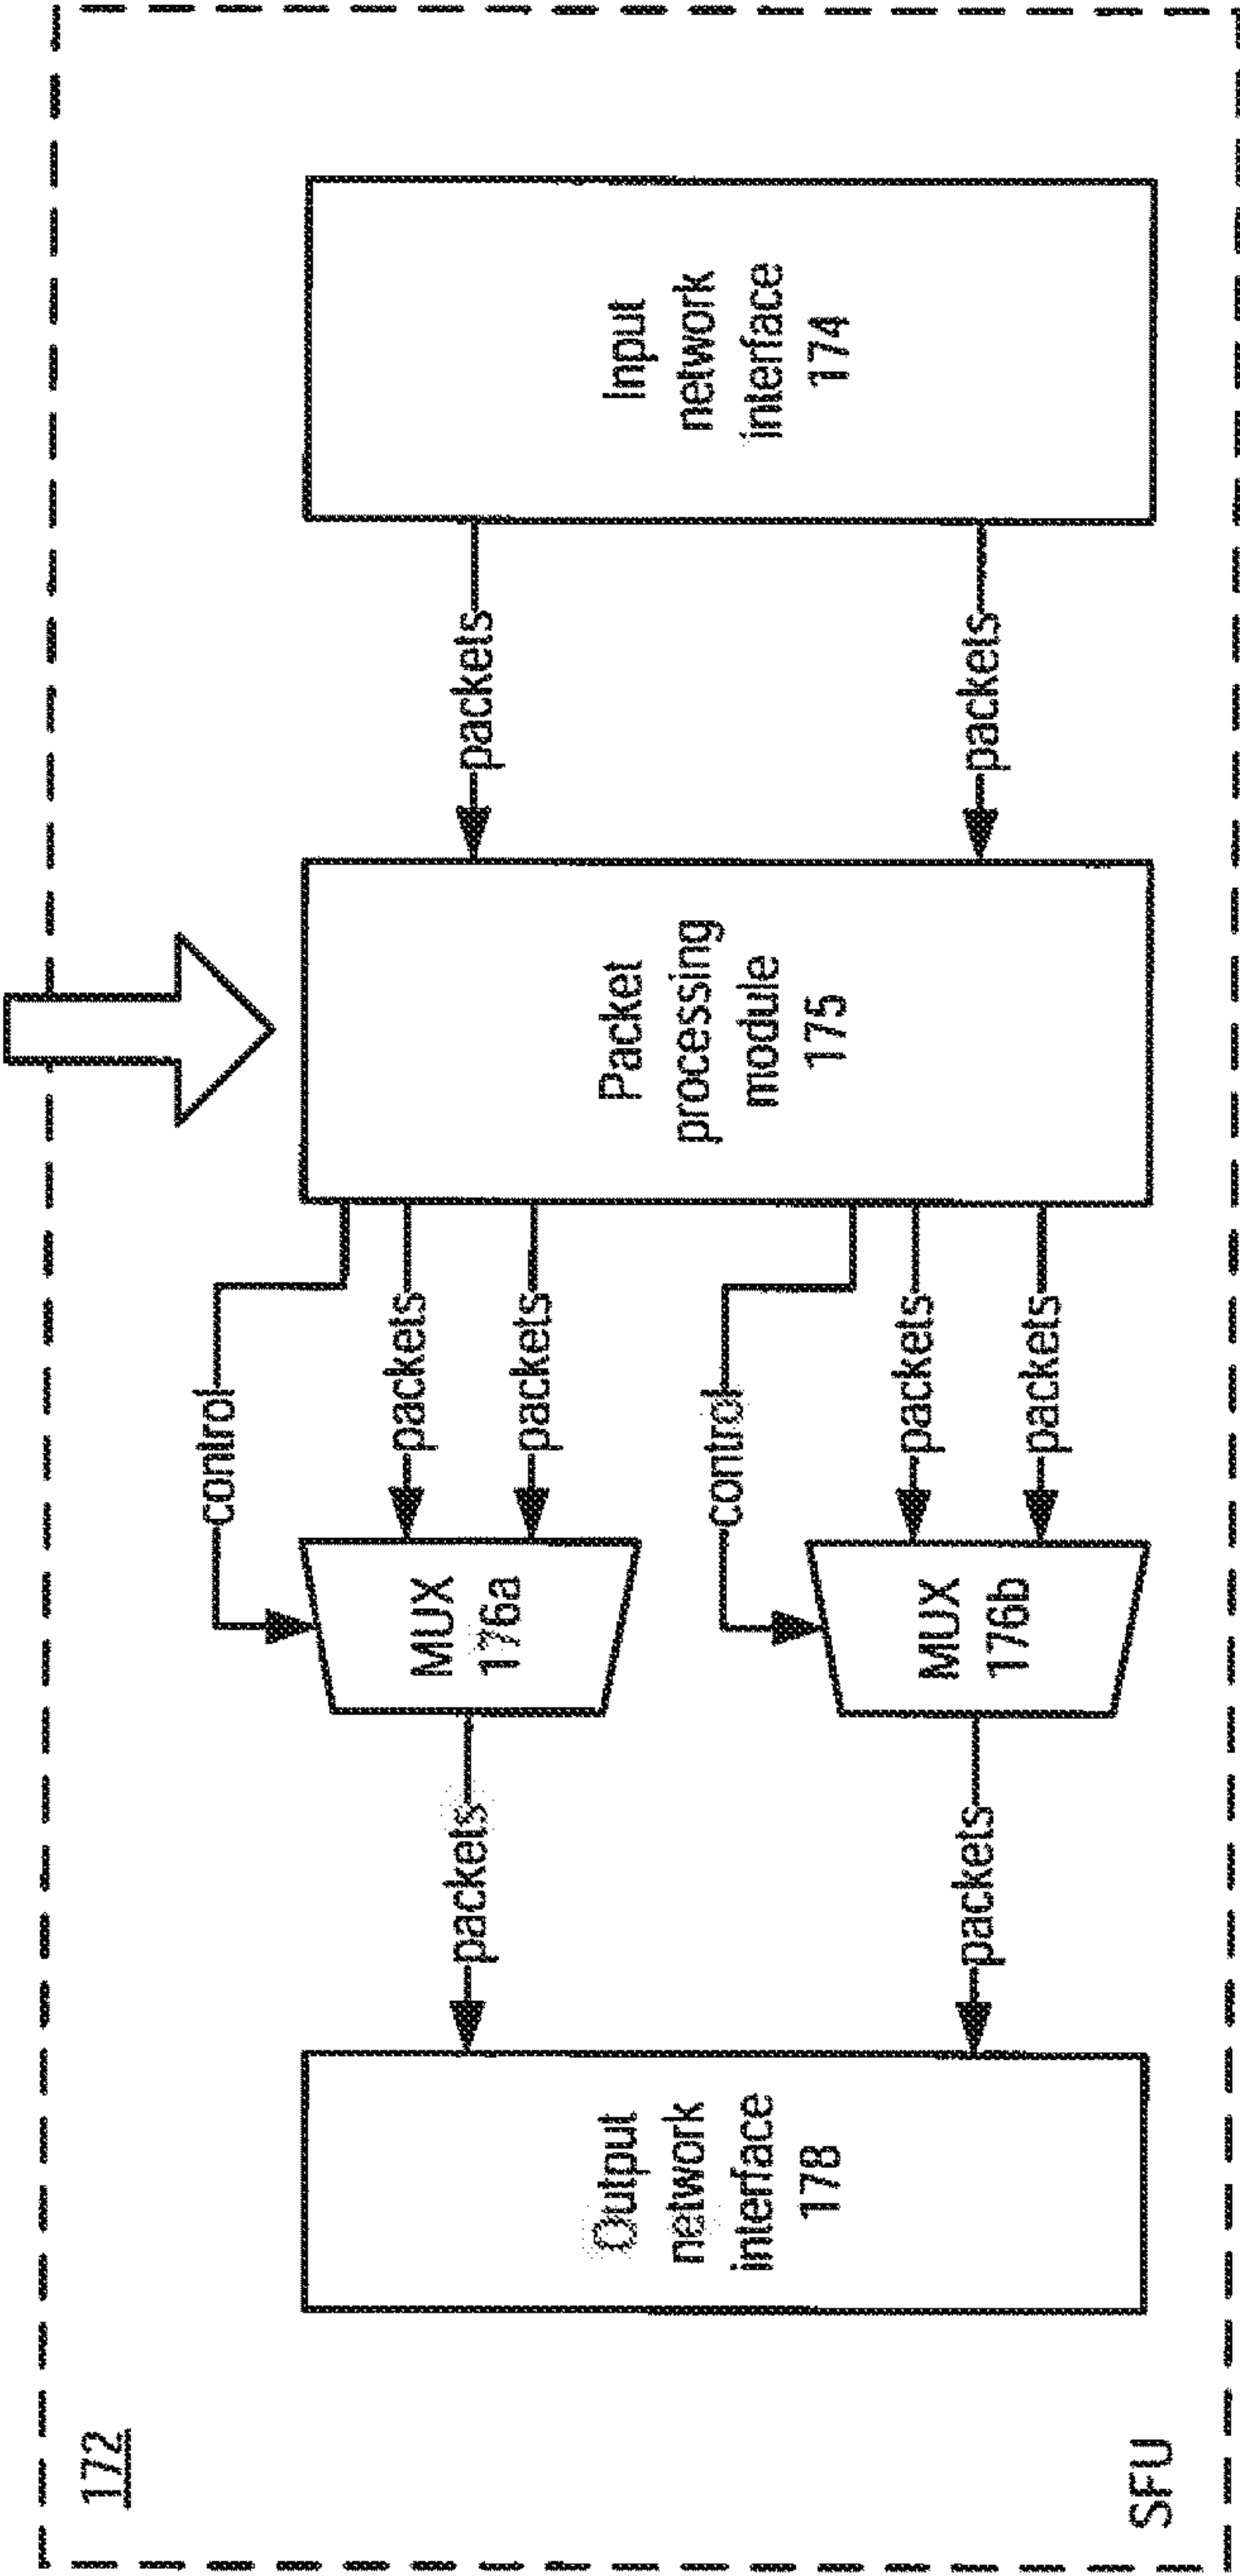 172
Output
network
interface
178
packets
packets
MUX
176a
MUX
176b
control
packets
packets
control
packets
packets
Packet
processing
module
175
packets
packets
Input
network
interface
174
SFU